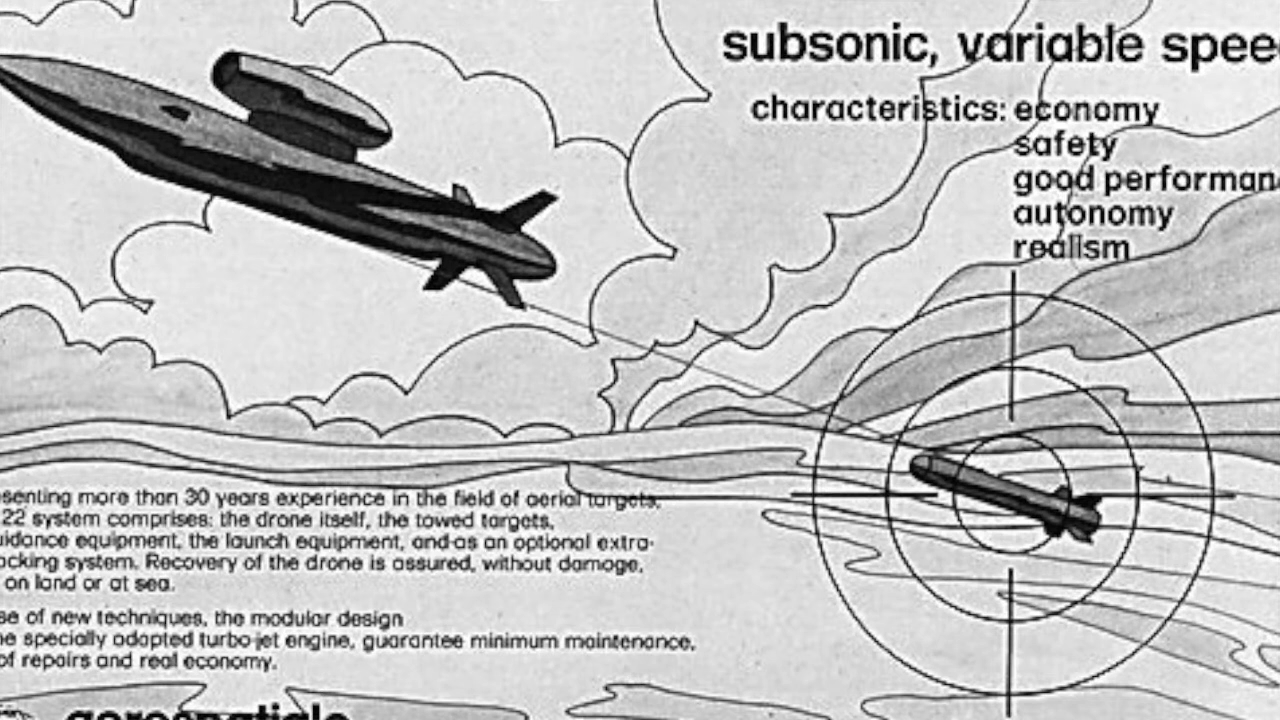 subsonic, variable spee
characteristics: economy
safety
good performan
autonomy
realism
senting more than 30 years experience in the field of aerial targets,
22 system comprises: the drone itself, the towed targets,
uidance equipment, the launch equipment, and as an optional extra-
ocking system. Recovery of the drone is assured, without damage,
on land or at sea.
se of new techniques, the modular design
e specially adapted turbo-jet engine, guarantee minimum maintenance,
of repairs and real economy.
aerospatiale